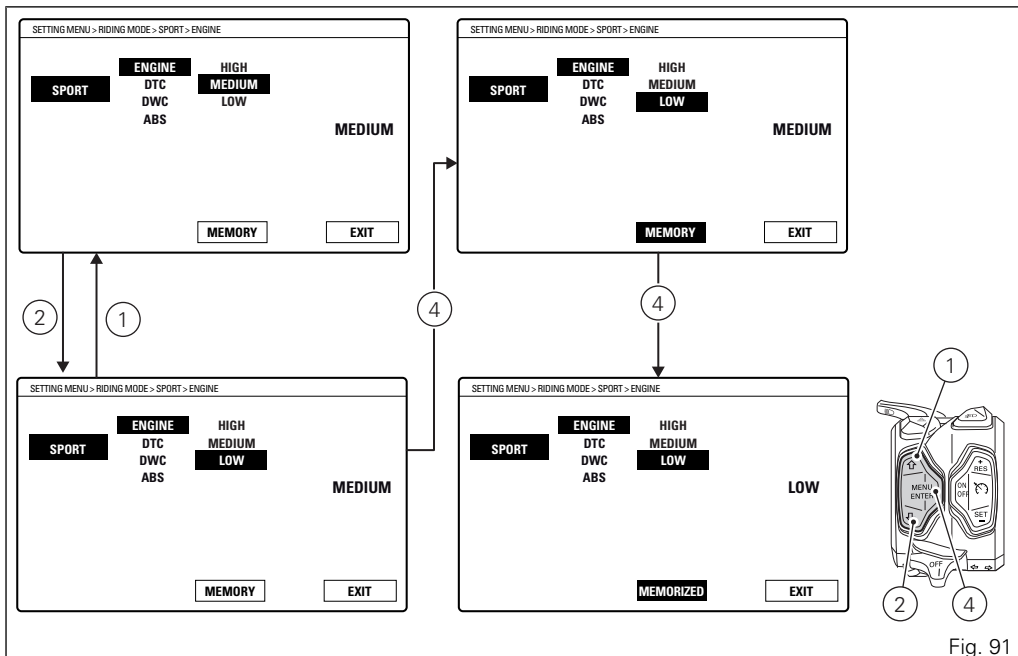 SETTING MENU > RIDING MODE > SPORT > ENGINE
SPORT
ENGINE
DTC
DWC
ABS
HIGH
MEDIUM
LOW
MEDIUM
MEMORY
EXIT
SETTING MENU > RIDING MODE > SPORT > ENGINE
SPORT
ENGINE
DTC
DWC
ABS
HIGH
MEDIUM
LOW
MEDIUM
MEMORY
EXIT
2
1
4
4
SETTING MENU > RIDING MODE > SPORT > ENGINE
SPORT
ENGINE
DTC
DWC
ABS
HIGH
MEDIUM
LOW
MEDIUM
MEMORY
EXIT
SETTING MENU > RIDING MODE > SPORT > ENGINE
SPORT
ENGINE
DTC
DWC
ABS
HIGH
MEDIUM
LOW
LOW
MEMORIZED
EXIT
1
MENU
ENTER
+
RES
ON
OFF
SET
−
OFF
2
4
Fig. 91